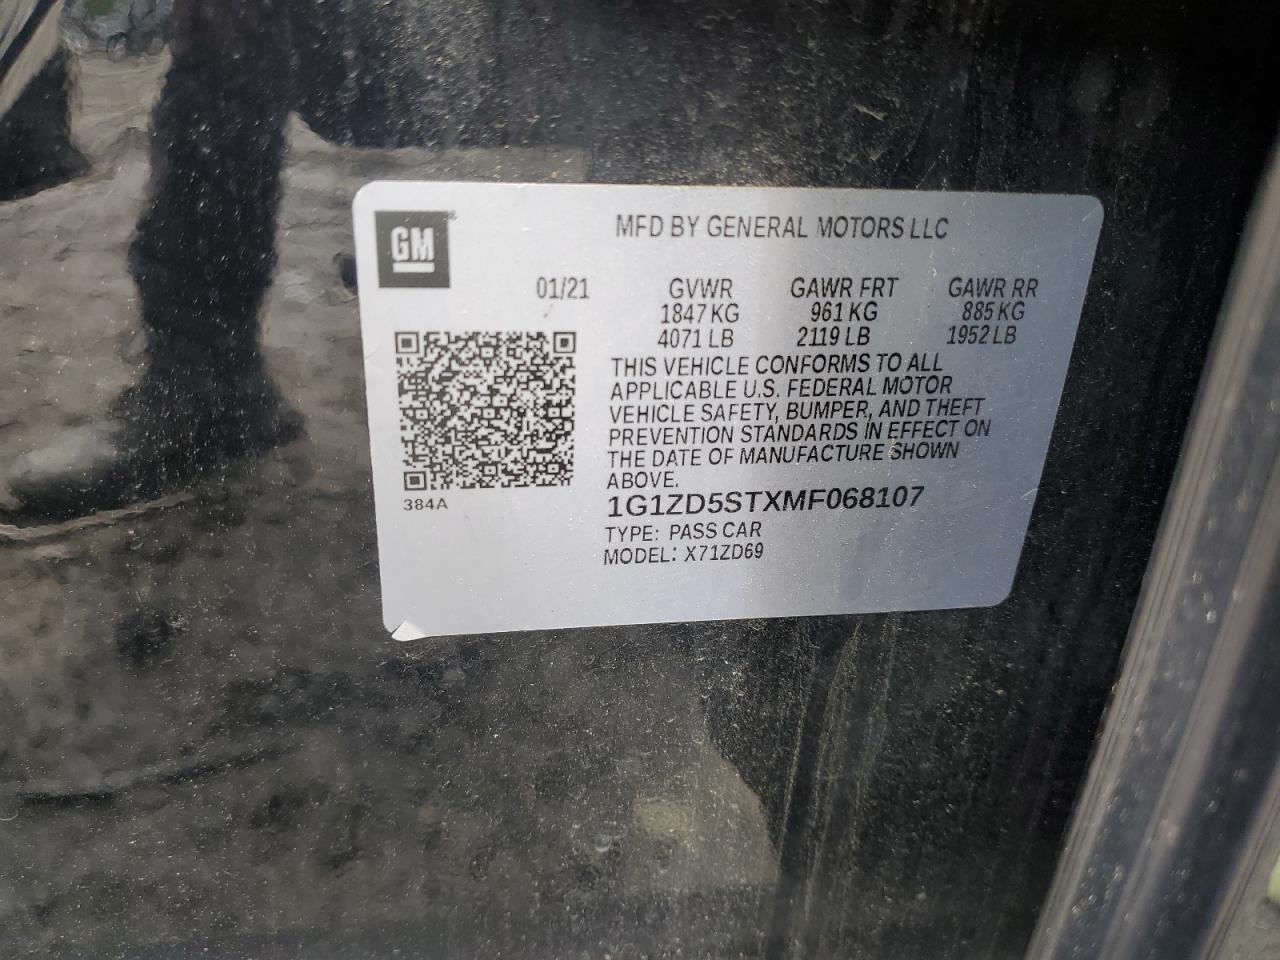 GM
MFD BY GENERAL MOTORS LLC
01/21 GVWR GAWR FRT GAWR RR
1847 KG 961 KG 885 KG
4071 LB 2119 LB 1952 LB
THIS VEHICLE CONFORMS TO ALL
APPLICABLE U.S. FEDERAL MOTOR
VEHICLE SAFETY, BUMPER, AND THEFT
PREVENTION STANDARDS IN EFFECT ON
THE DATE OF MANUFACTURE SHOWN
ABOVE.
384A
1G1ZD5STXMF068107
TYPE: PASS CAR
MODEL: X71ZD69